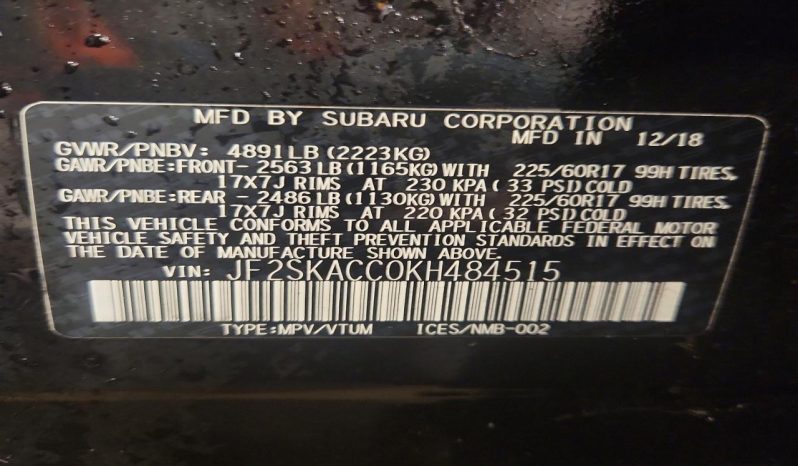 MFD BY SUBARU CORPORATION
MFD IN 12/18
GVWR/PNBV: 4891LB (2223KG)
GAWR/PNBE:FRONT- 2563LB (1165KG)WITH 225/60R17 99H TIRES,
17X7J RIMS AT 230 KPA( 33 PSI)COLD
GAWR/PNBE:REAR - 2486LB (1130KG)WITH 225/60R17 99H TIRES,
17X7J RIMS AT 220 KPA( 32 PSI)COLD
THIS VEHICLE CONFORMS TO ALL APPLICABLE FEDERAL MOTOR
VEHICLE SAFETY AND THEFT PREVENTION STANDARDS IN EFFECT ON
THE DATE OF MANUFACTURE SHOWN ABOVE.
VIN: JF2SKACC0KH484515
TYPE:MPV/VTUM ICES/NMB-002